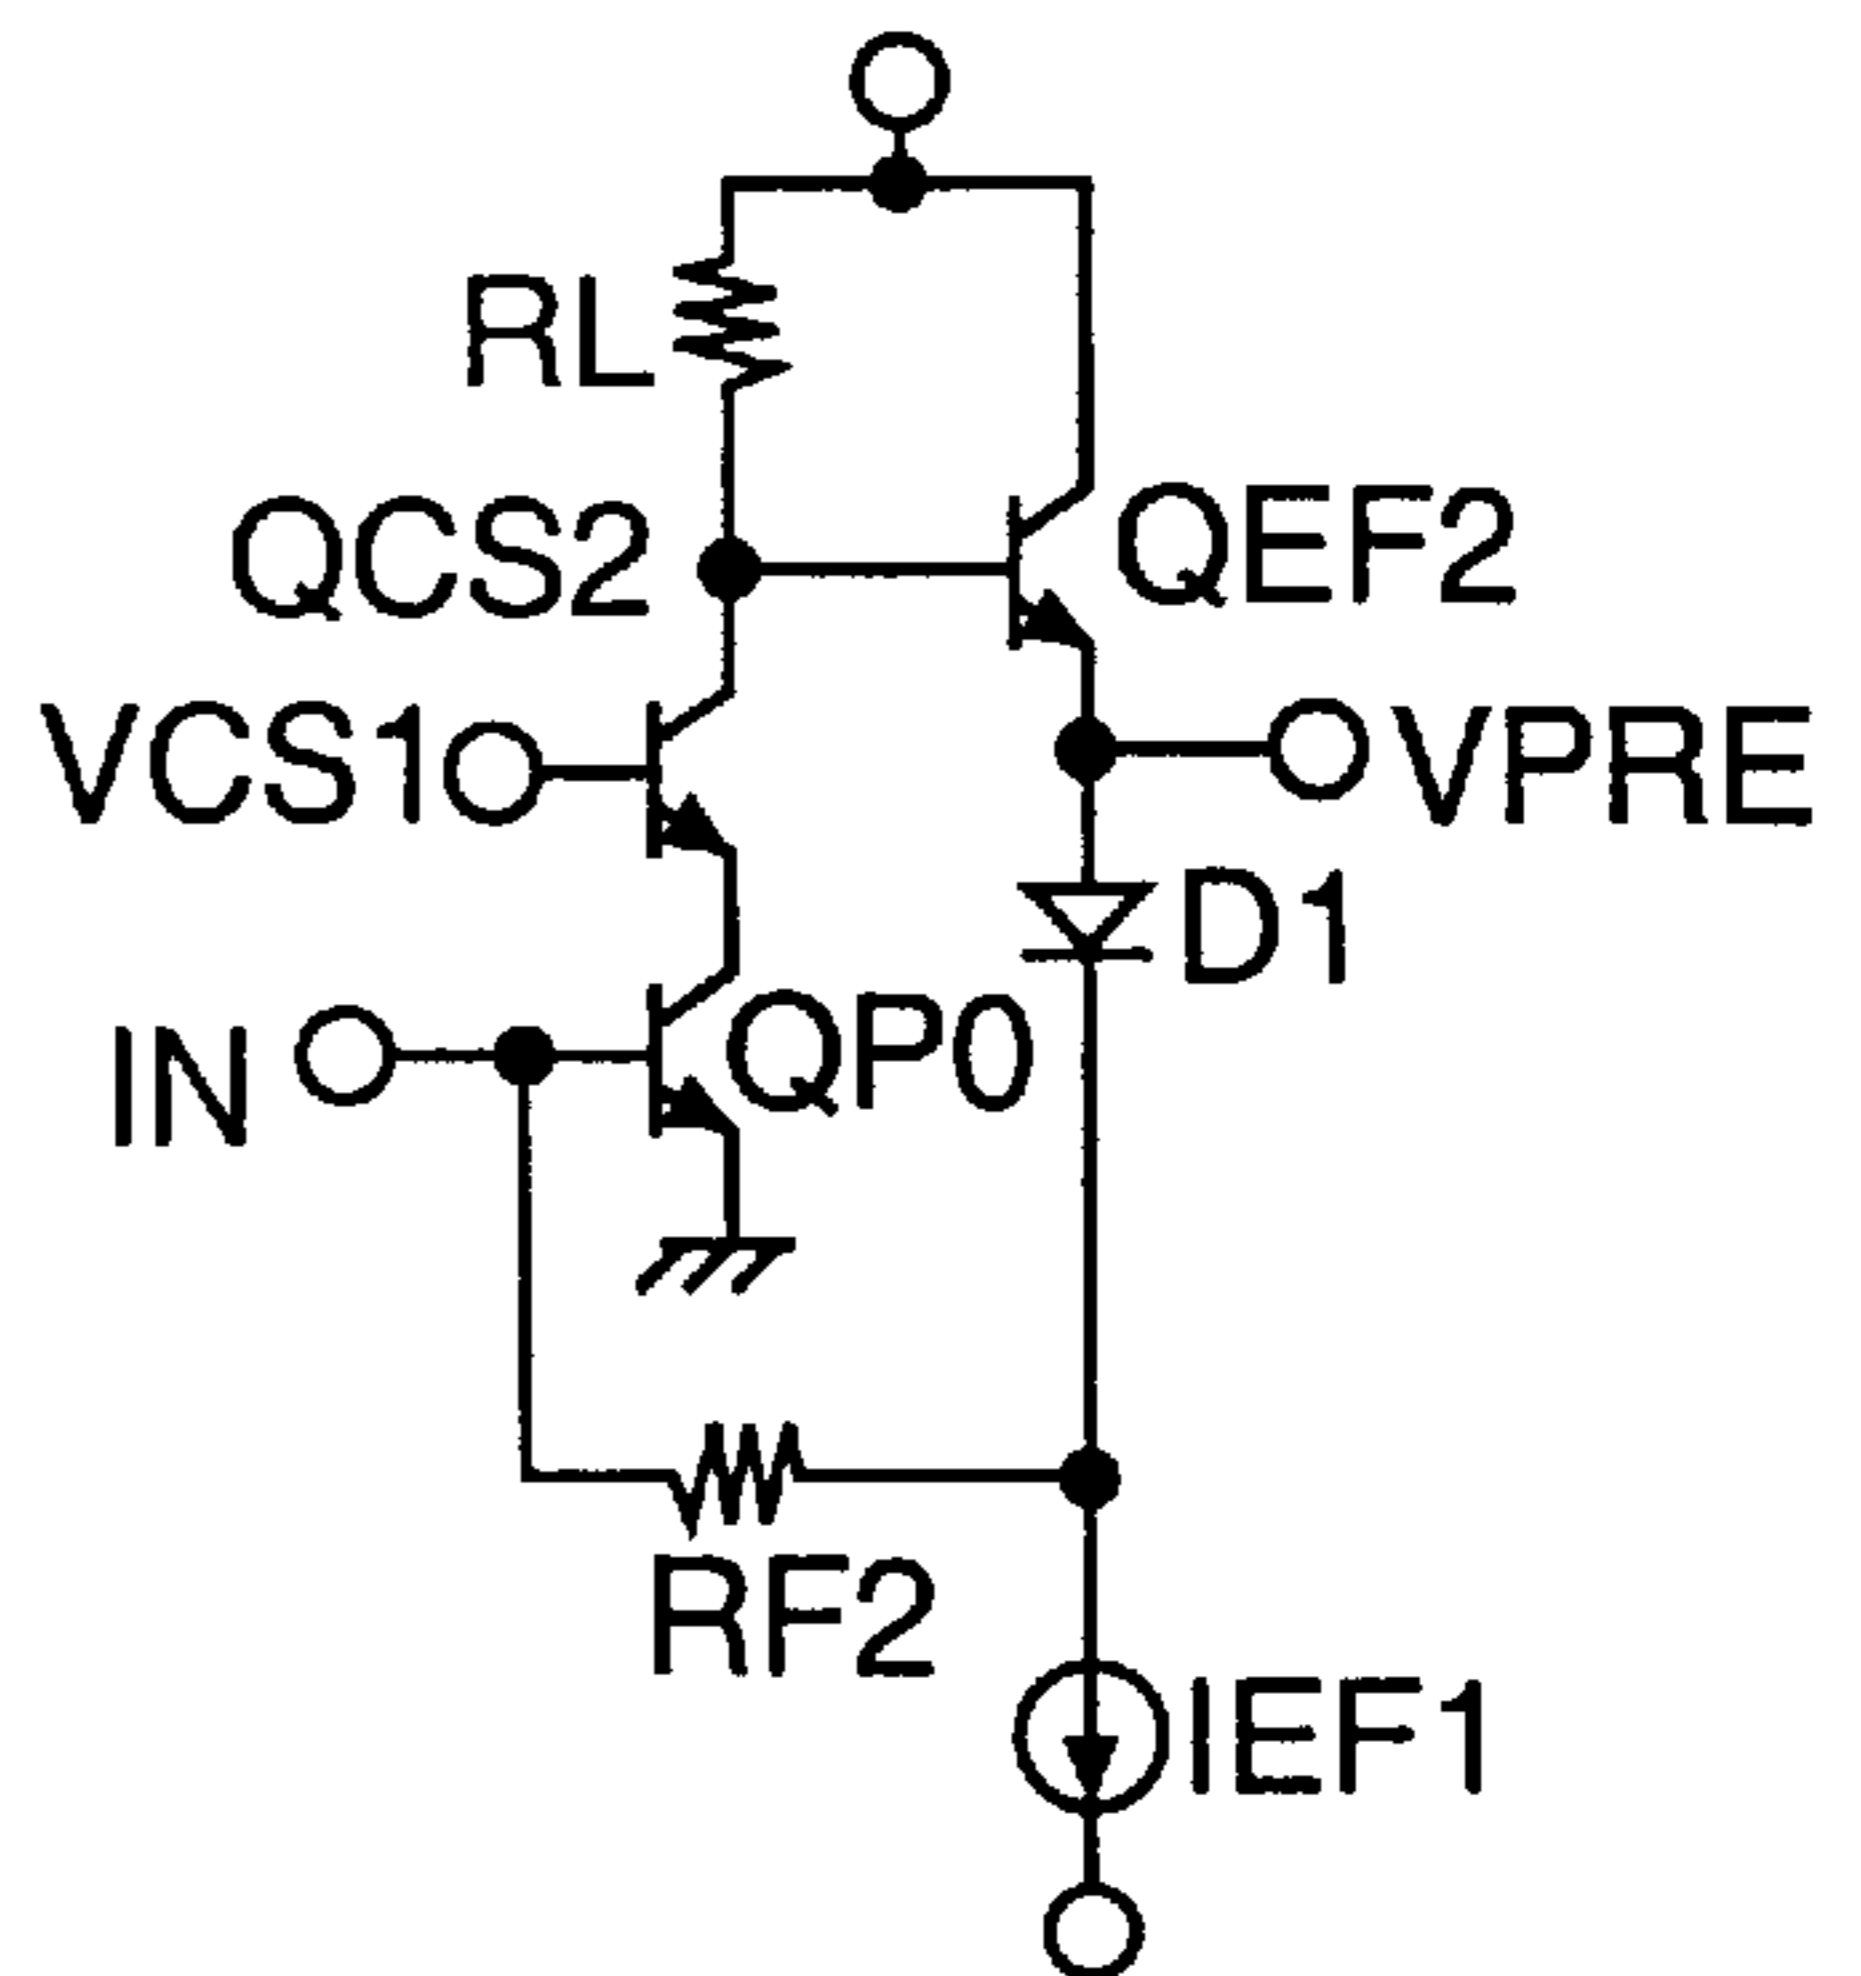 RL
QCS2
QEF2
VCS1
VPRE
D1
IN
QP0
RF2
IEF1